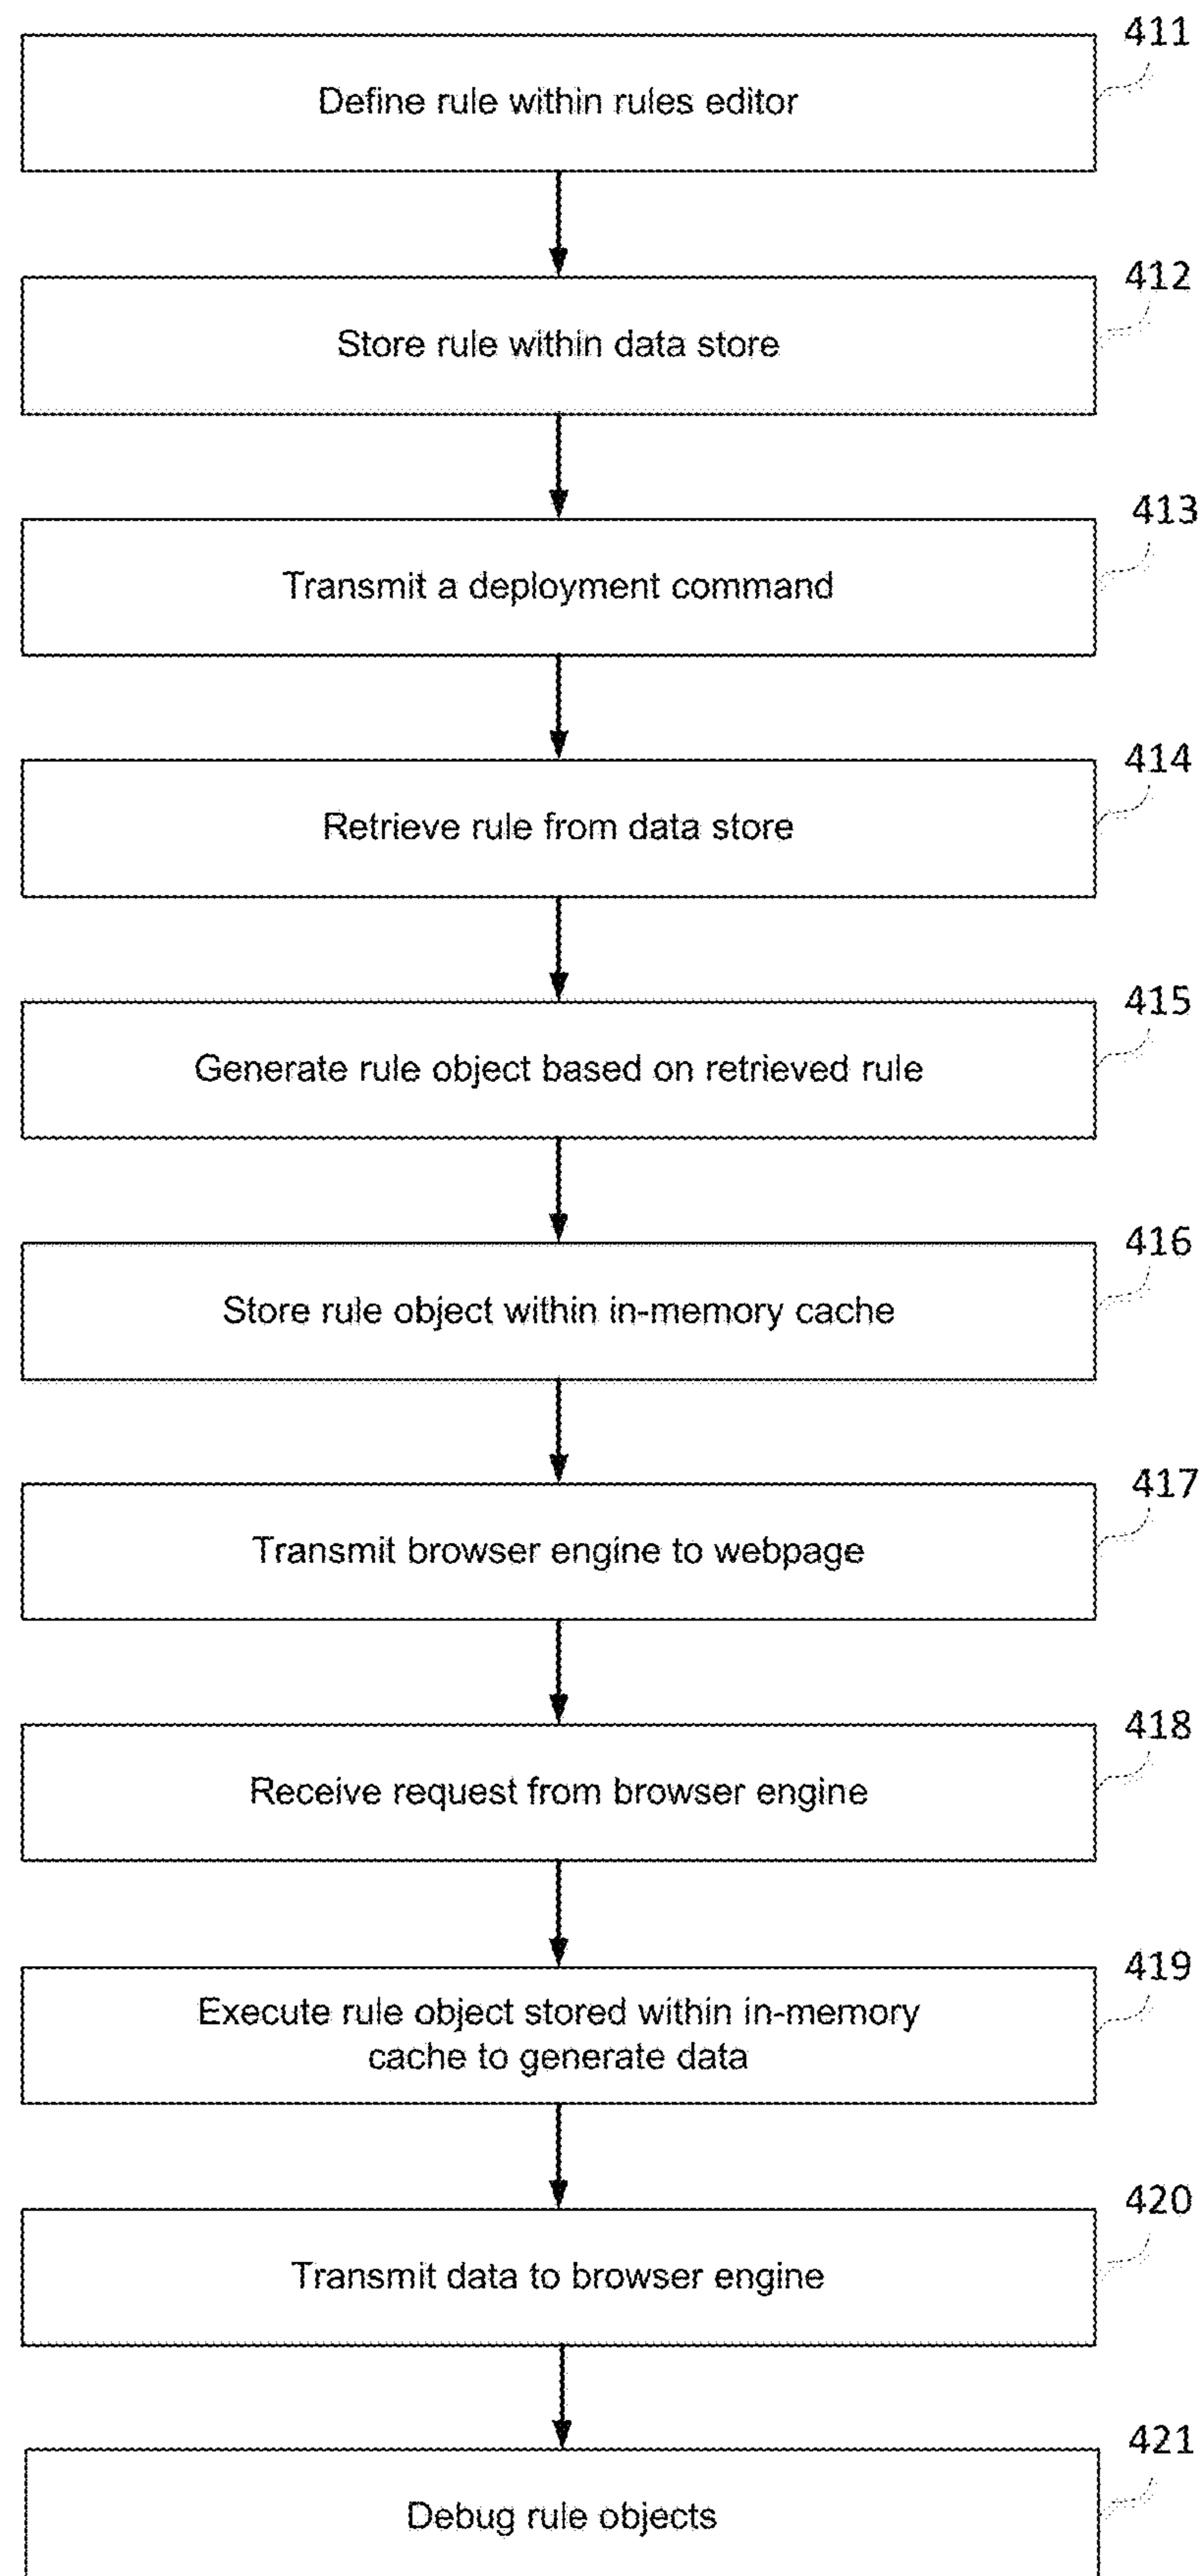 411
Define rule within rules editor
412
Store rule within data store
413
Transmit a deployment command
414
Retrieve rule from data store
415
Generate rule object based on retrieved rule
416
Store rule object within in-memory cache
417
Transmit browser engine to webpage
418
Receive request from browser engine
419
Execute rule object stored within in-memory
cache to generate data
420
Transmit data to browser engine
421
Debug rule objects